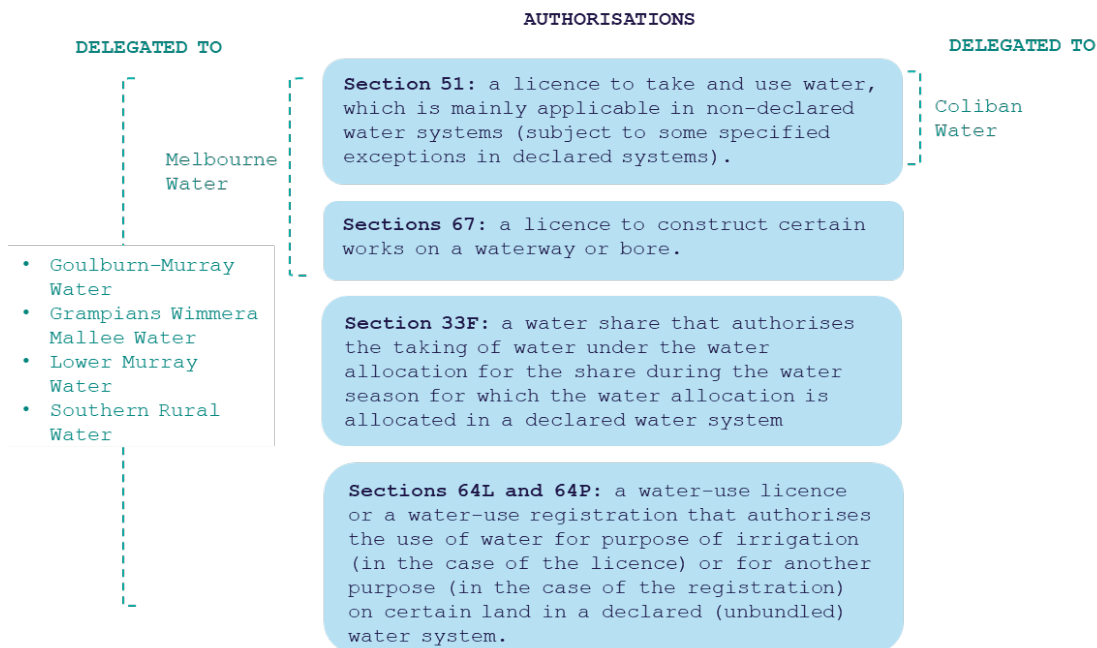 AUTHORISATIONS
DELEGATED TO
DELEGATED TO
Section 51: a licence to take and use water,
which is mainly applicable in non-declared
water systems (subject to some specified
exceptions in declared systems).
Coliban
Water
Melbourne
Water
Sections 67: a licence to construct certain
works on a waterway or bore.
• Goulburn-Murray
Water
• Grampians Wimmera
Mallee Water
• Lower Murray
Water
• Southern Rural
Water
Section 33F: a water share that authorises
the taking of water under the water
allocation for the share during the water
season for which the water allocation is
allocated in a declared water system
Sections 64L and 64P: a water-use licence
or a water-use registration that authorises
the use of water for purpose of irrigation
(in the case of the licence) or for another
purpose (in the case of the registration)
on certain land in a declared (unbundled)
water system.